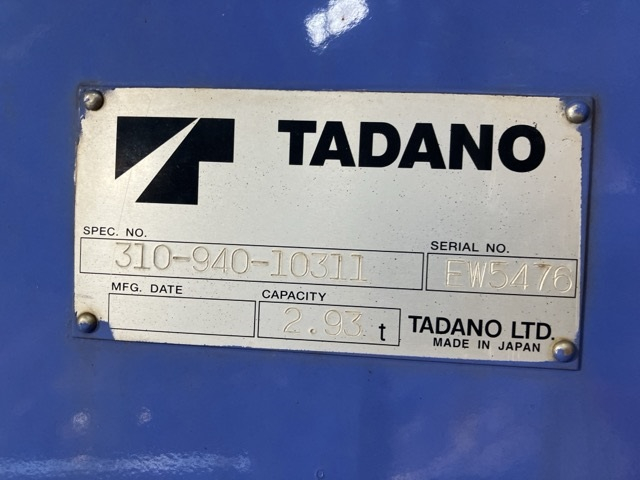 TADANO
SPEC. NO.
310-940-10311
SERIAL NO.
EW5476
MFG. DATE
CAPACITY
2.93 t
TADANO LTD.
MADE IN JAPAN